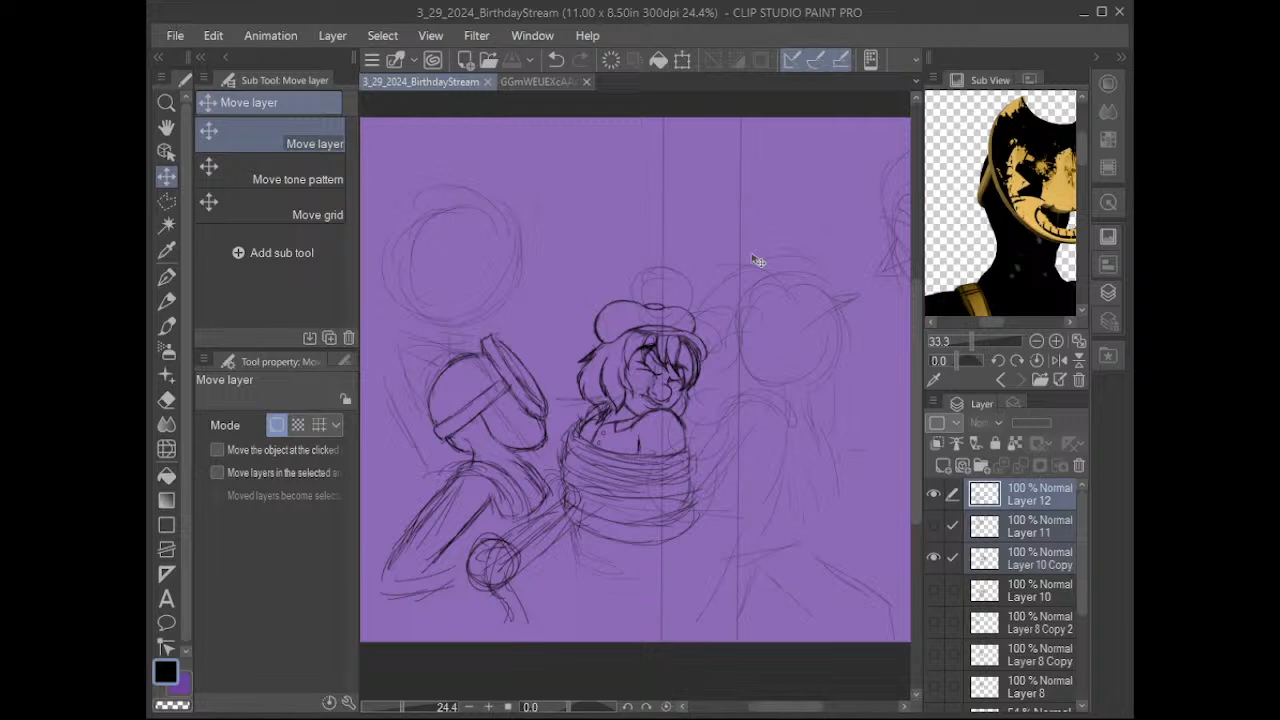 3_29_2024_BirthdayStream (11.00 x 8.50in 300dpi 24.4%) - CLIP STUDIO PAINT PRO
File Edit Animation Layer Select View Filter Window Help
Sub Tool: Move layer
3_29_2024_BirthdayStream
Sub View
Move layer
Move layer
Move tone pattern
Move grid
Add sub tool
Tool property: Mo
Move layer
Mode
Move the object at the clicked
Move layers in the selected
Moved layers become selec
33.3
0.0
Layer
100 % Normal
Layer 12
100 % Normal
Layer 11
100 % Normal
Layer 10 Copy
100 % Normal
Layer 10
100 % Normal
Layer 8 Copy 2
100 % Normal
Layer 8 Copy
100 % Normal
Layer 8
24.4
0.0